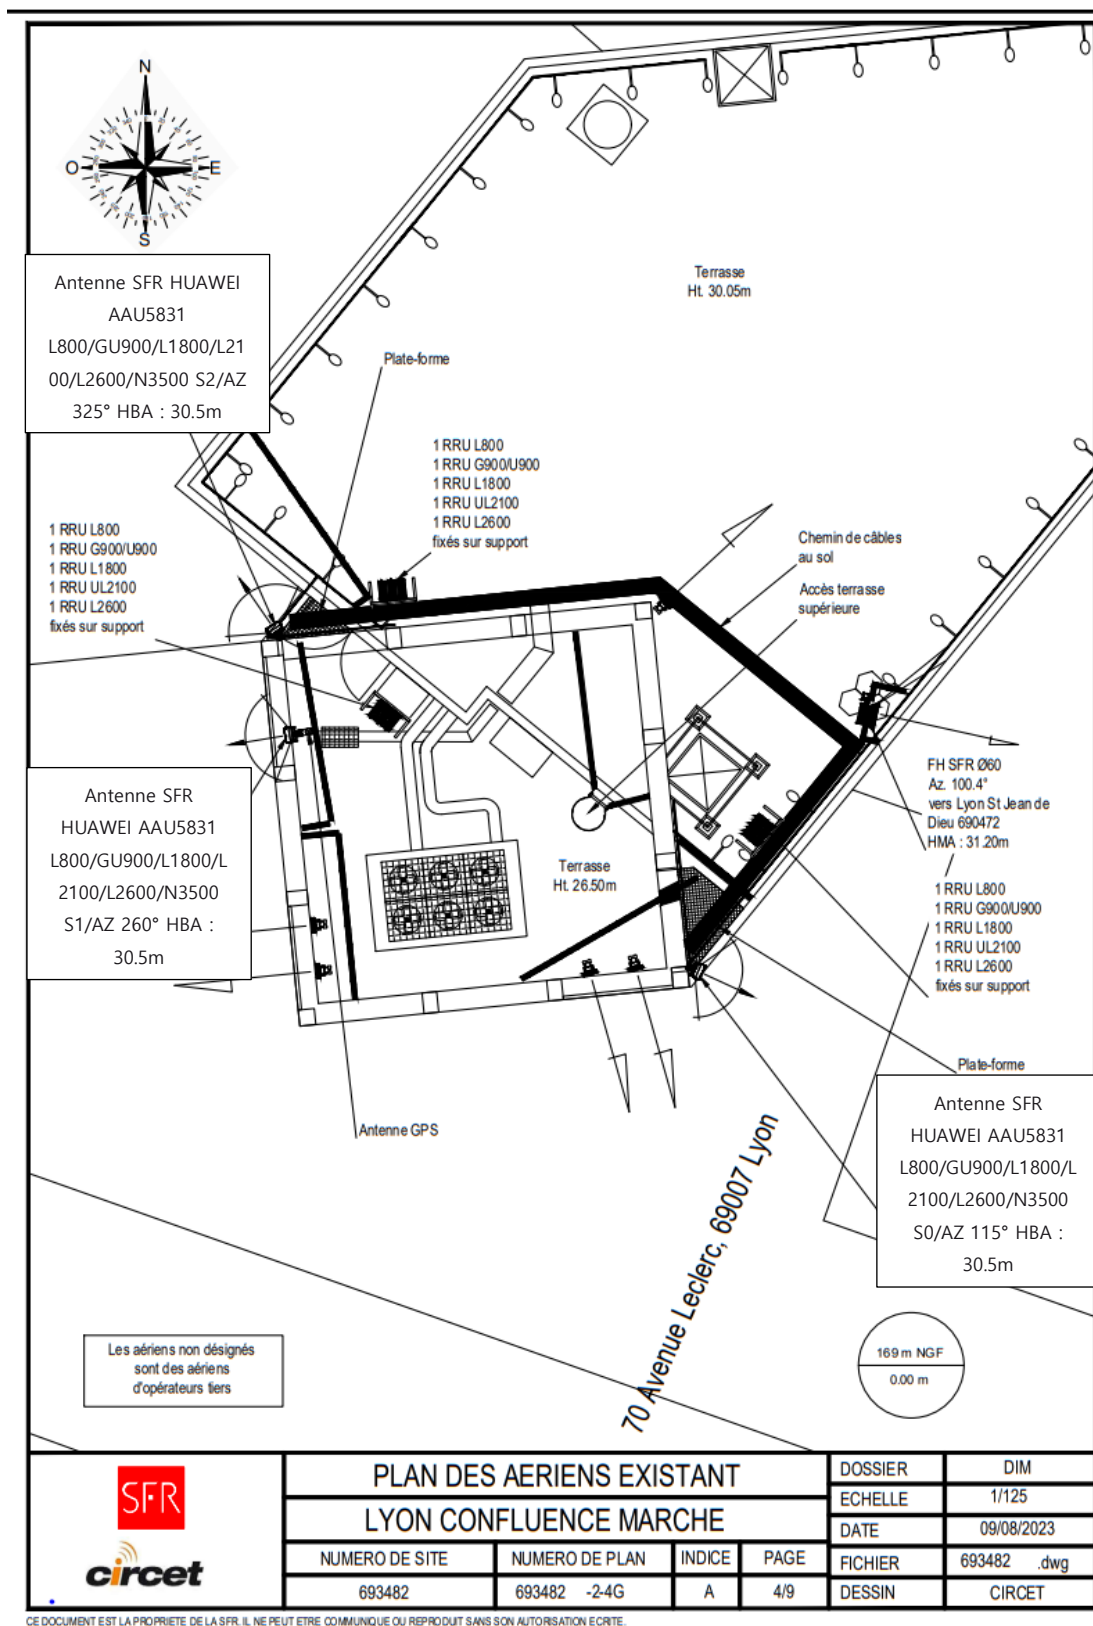 N
O
E
S
Antenne SFR HUAWEI
AAU5831
L800/GU900/L1800/L21
00/L2600/N3500 S2/AZ
325° HBA : 30.5m
Terrasse
Ht. 30.05m
Plate-forme
1 RRU L800
1 RRU G900/U900
1 RRU L1800
1 RRU UL2100
1 RRU L2600
fixés sur support
1 RRU L800
1 RRU G900/U900
1 RRU L1800
1 RRU UL2100
1 RRU L2600
fixés sur support
Chemin de câbles
au sol
Accès terrasse
supérieure
FH SFR Ø60
Az. 100.4°
vers Lyon St Jean de
Dieu 690472
HMA : 31.20m
Antenne SFR
HUAWEI AAU5831
L800/GU900/L1800/L
2100/L2600/N3500
S1/AZ 260° HBA :
30.5m
Terrasse
Ht. 26.50m
1 RRU L800
1 RRU G900/U900
1 RRU L1800
1 RRU UL2100
1 RRU L2600
fixés sur support
Plate-forme
Antenne GPS
Antenne SFR
HUAWEI AAU5831
L800/GU900/L1800/L
2100/L2600/N3500
S0/AZ 115° HBA :
30.5m
70 Avenue Leclerc, 69007 Lyon
Les aériens non désignés
sont des aériens
d'opérateurs tiers
169 m NGF
0.00 m
SFR
circet
PLAN DES AERIENS EXISTANT
LYON CONFLUENCE MARCHE
NUMERO DE SITE
NUMERO DE PLAN
INDICE
PAGE
693482
693482 -2-4G
A
4/9
DOSSIER
DIM
ECHELLE
1/125
DATE
09/08/2023
FICHIER
693482 .dwg
DESSIN
CIRCET
CE DOCUMENT EST LA PROPRIETE DE LA SFR. IL NE PEUT ETRE COMMUNIQUE OU REPRODUIT SANS SON AUTORISATION ECRITE.